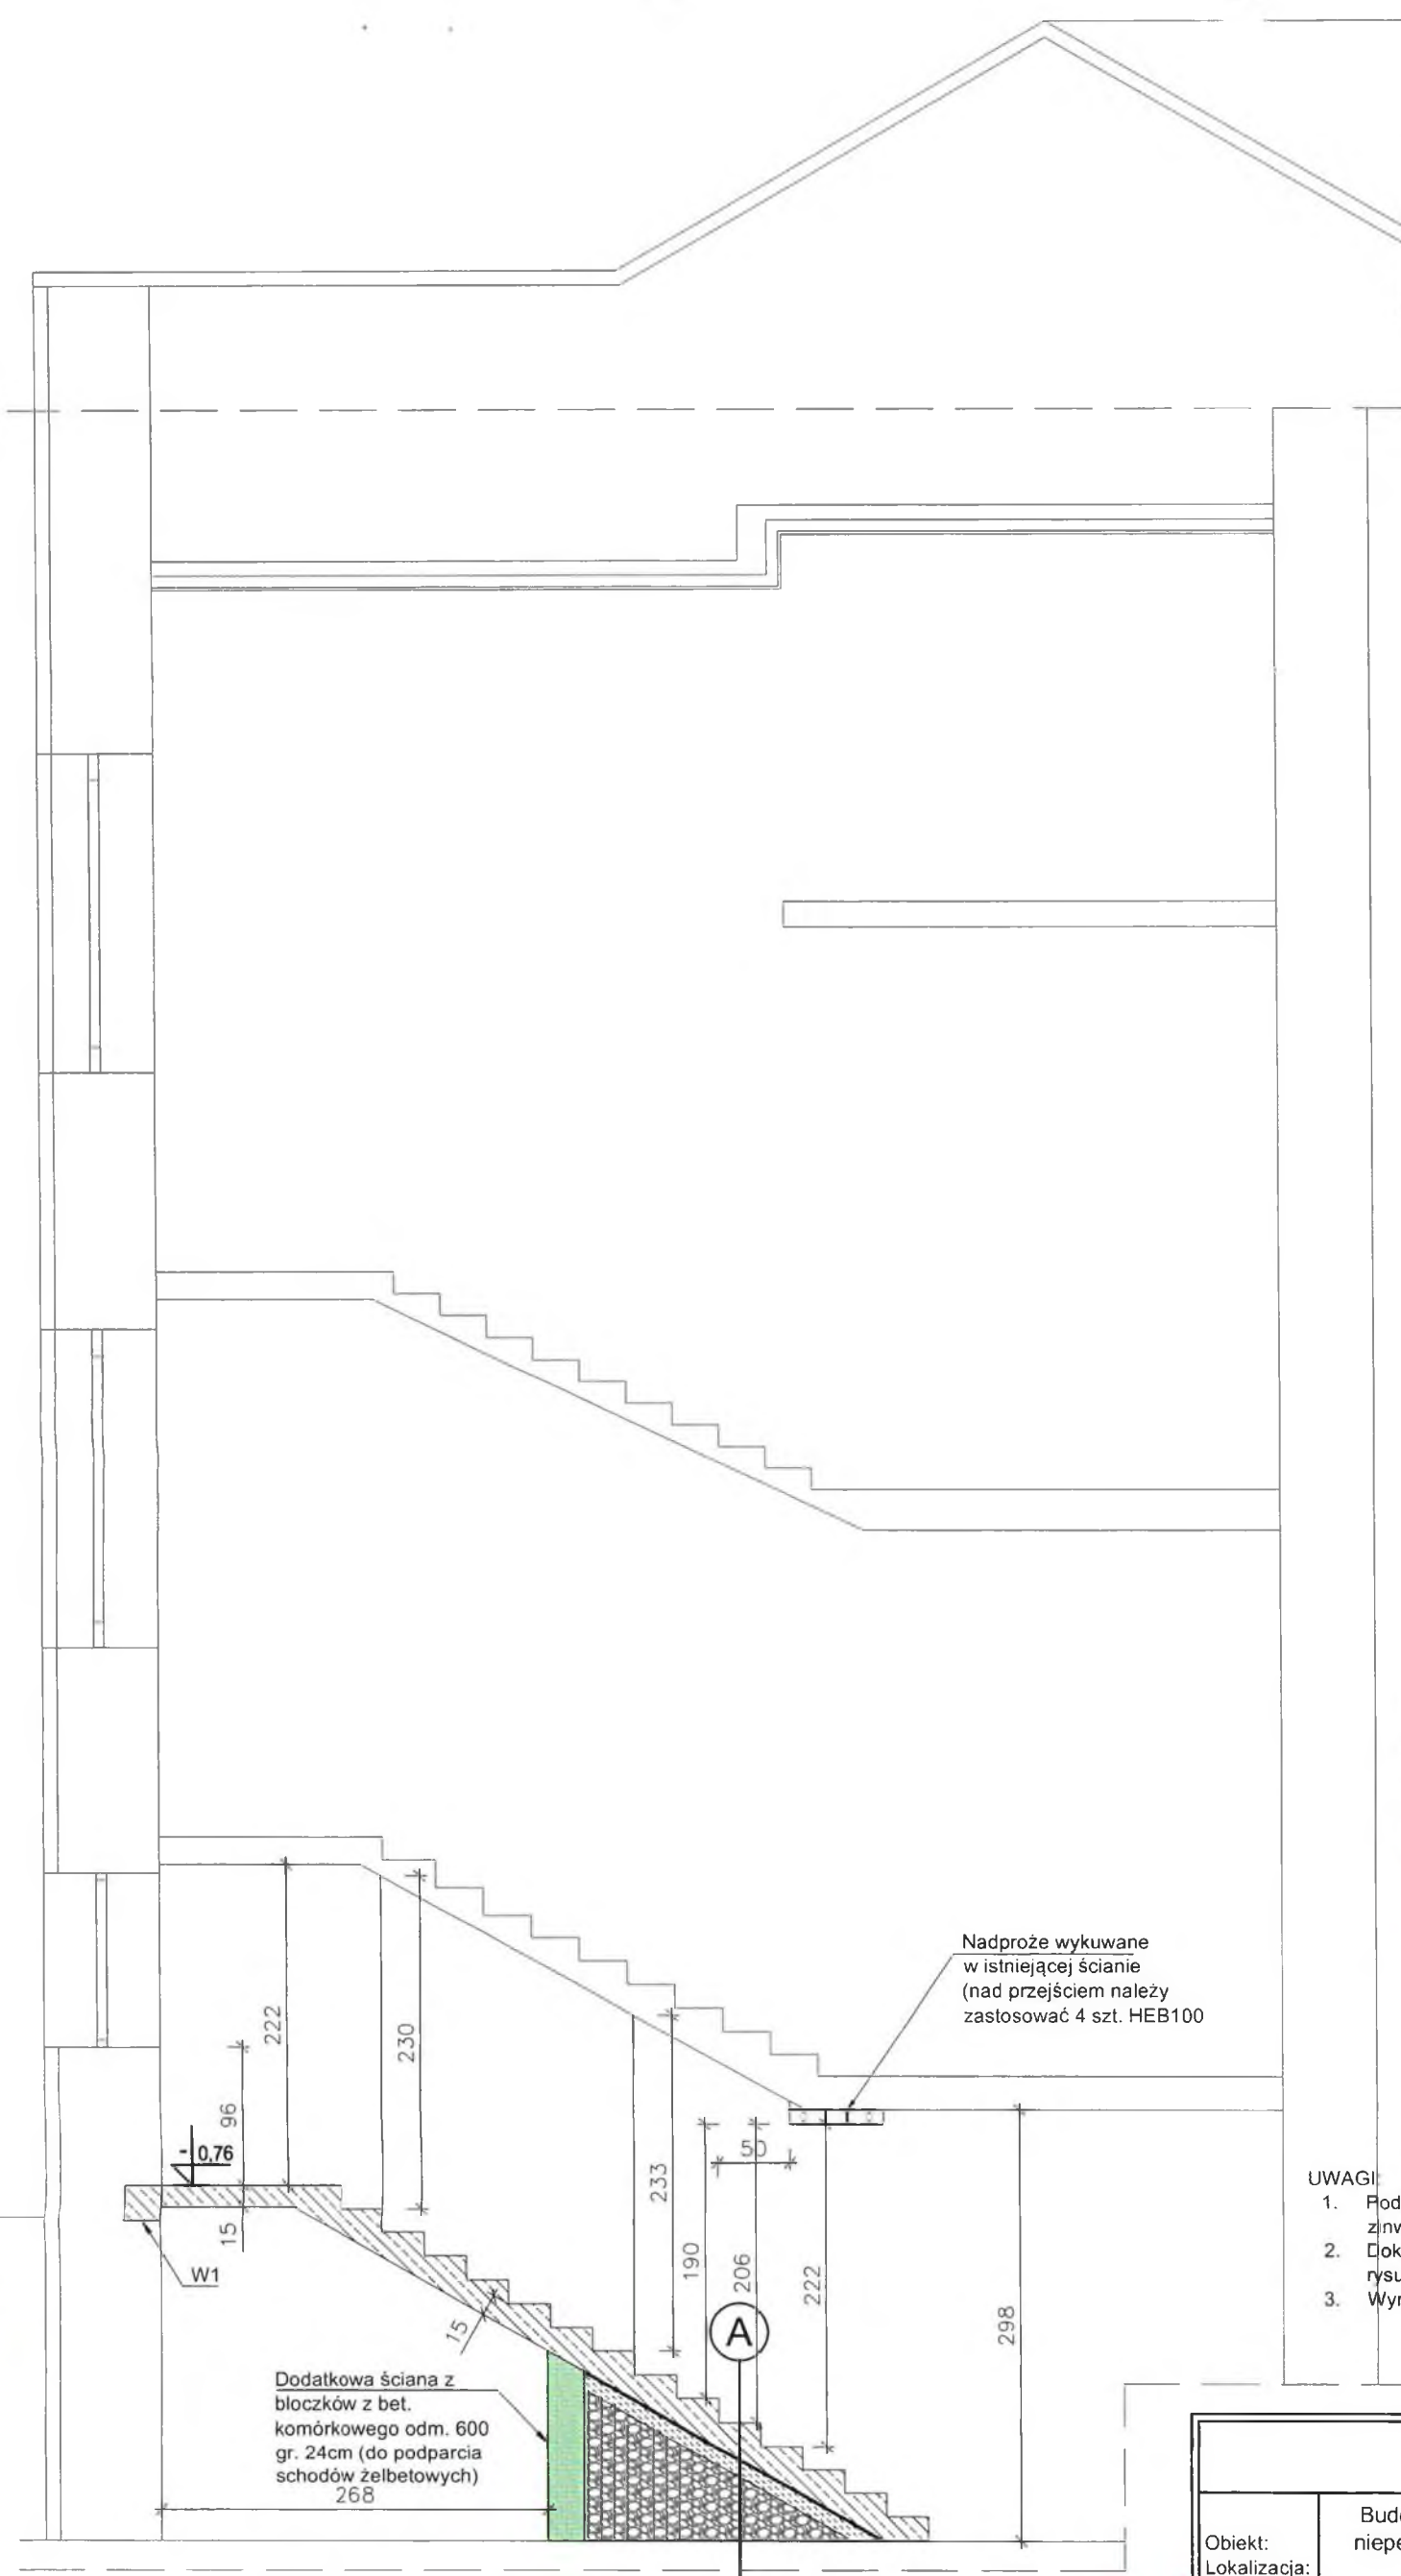 Nadproże wykuwane
w istniejącej ścianie
(nad przejściem należy
zastosować 4 szt. HEB100
222
230
96
- 0,76
233
50
190
206
222
298
15
W1
15
A
UWAGI
1.
2.
3.
Dodatkowa ściana z
bloczków z bet.
komórkowego odm. 600
gr. 24cm (do podparcia
schodów żelbetowych)
268
Obiekt:
Lokalizacja: